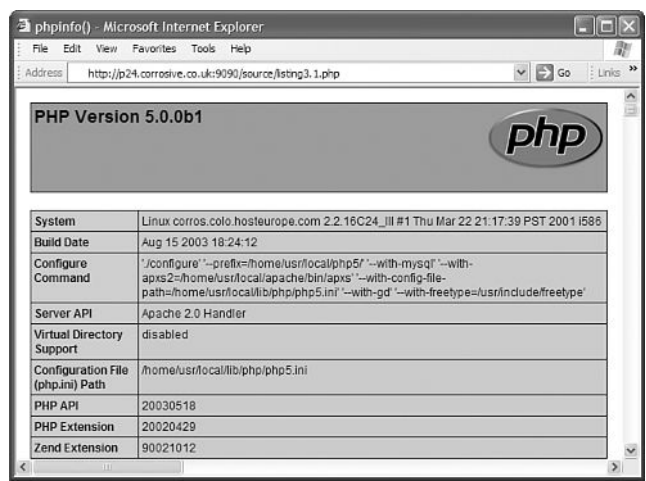 phpinfo() - Microsoft Internet Explorer
File Edit View Favorites Tools Help
Address http://p24.corrosive.co.uk:9090/source/listing3.1.php Go Links »
PHP Version 5.0.0b1
php
System Linux corros.colo.hosteurope.com 2.2.16C24_III #1 Thu Mar 22 21:17:39 PST 2001 i586
Build Date Aug 15 2003 18:24:12
Configure './configure' '--prefix=/home/usr/local/php5/' '--with-mysql' '--with-
Command apxs2=/home/usr/local/apache/bin/apxs' '--with-config-file-
path=/home/usr/local/lib/php/php5.ini' '--with-gd' '--with-freetype=/usr/include/freetype'
Server API Apache 2.0 Handler
Virtual Directory disabled
Support
Configuration File /home/usr/local/lib/php/php5.ini
(php.ini) Path
PHP API 20030518
PHP Extension 20020429
Zend Extension 90021012